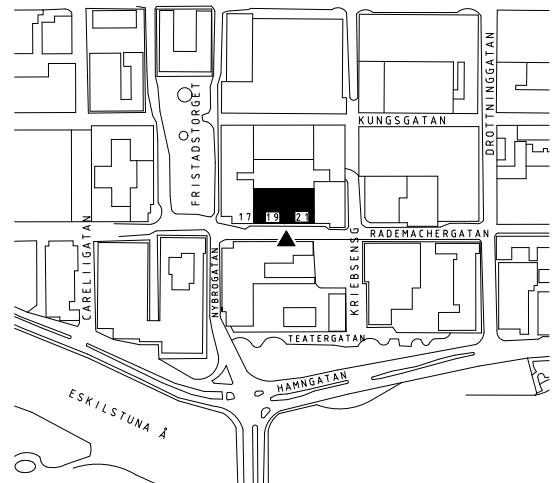 DROTTNINGGATAN
FRISTADSTORGET
KUNGSGATAN
17 19 21
CARELIIGATAN
NYBROGATAN
KRIEBSENSG
RADEMACHERGATAN
TEATERGATAN
HAMNGATAN
ESKILSTUNA Å